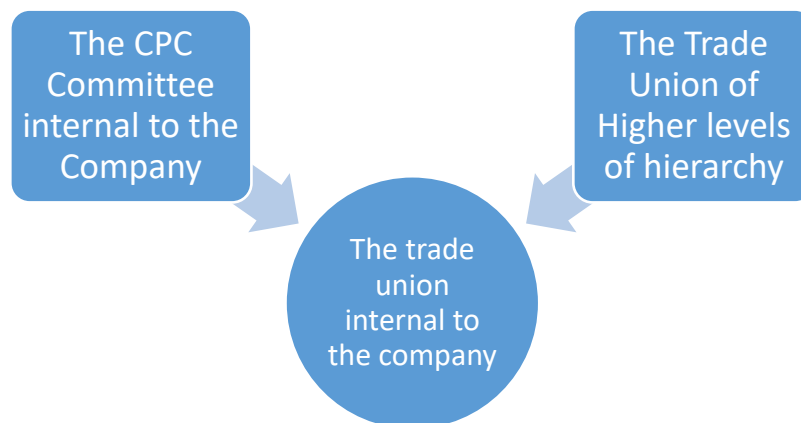 The CPC
Committee
internal to the
Company
The Trade
Union of
Higher levels
of hierarchy
The trade
union
internal to
the company